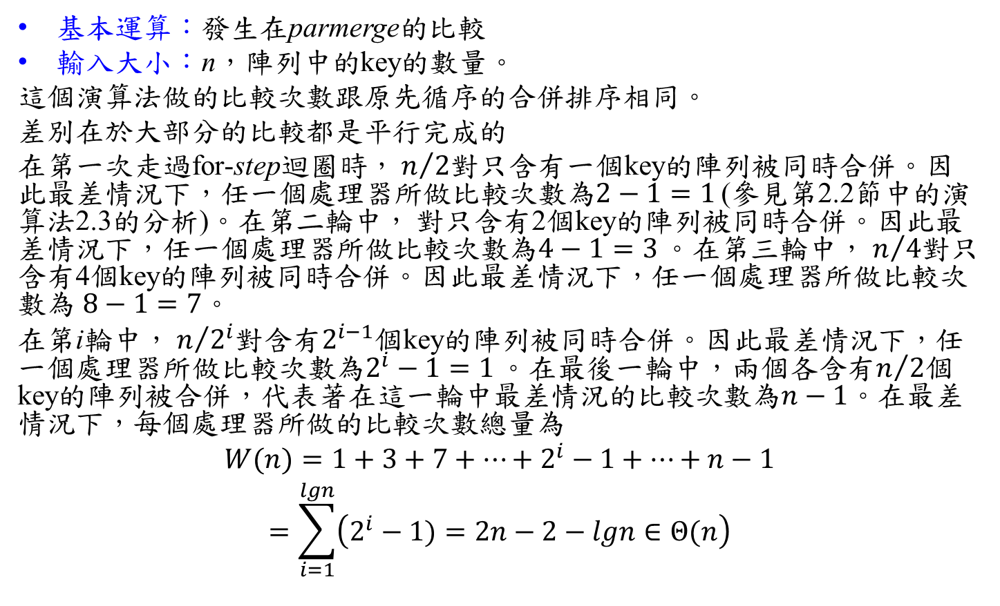 • 基本運算：發生在parmerge的比較
• 輸入大小：n，陣列中的key的數量。
這個演算法做的比較次數跟原先循序的合併排序相同。
差別在於大部分的比較都是平行完成的
在第一次走過for-step迴圈時， n/2對只含有一個key的陣列被同時合併。因
此最差情況下，任一個處理器所做比較次數為2 − 1 = 1 (參見第2.2節中的演
算法2.3的分析)。在第二輪中， 對只含有2個key的陣列被同時合併。因此最
差情況下，任一個處理器所做比較次數為4 − 1 = 3 。在第三輪中， n/4對只
含有4個key的陣列被同時合併。因此最差情況下，任一個處理器所做比較次
數為 8 − 1 = 7 。
在第i輪中， n/2^i對含有2^{i−1}個key的陣列被同時合併。因此最差情況下，任
一個處理器所做比較次數為2^i − 1 = 1 。在最後一輪中，兩個各含有n/2個
key的陣列被合併，代表著在這一輪中最差情況的比較次數為n − 1。在最差
情況下，每個處理器所做的比較次數總量為
W(n) = 1 + 3 + 7 + ⋯ + 2^i − 1 + ⋯ + n − 1
= ∑_{i=1}^{lgn} (2^i − 1) = 2n − 2 − lgn ∈ Θ(n)